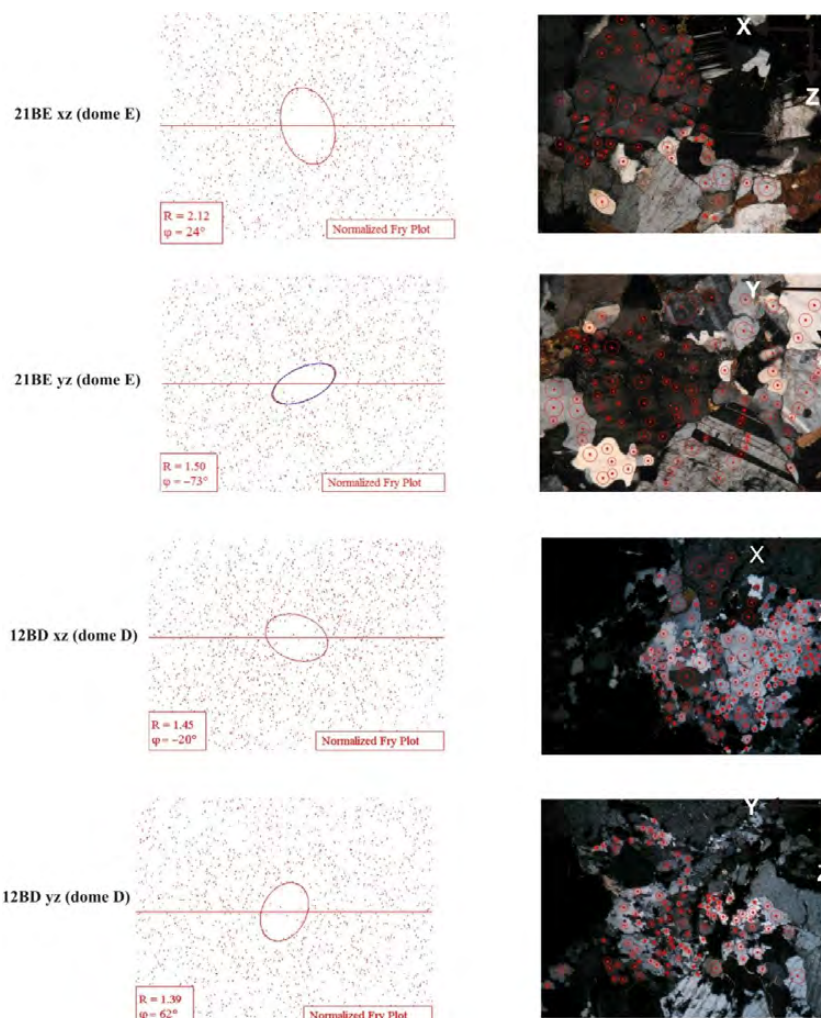 X
21BE xz (dome E)
Z
R = 2.12
φ = 24°
Normalized Fry Plot
Y
21BE yz (dome E)
R = 1.50
φ = −73°
Normalized Fry Plot
X
12BD xz (dome D)
R = 1.45
φ = −20°
Normalized Fry Plot
Y
Z
12BD yz (dome D)
R = 1.39
φ = 62°
Normalized Fry Plot